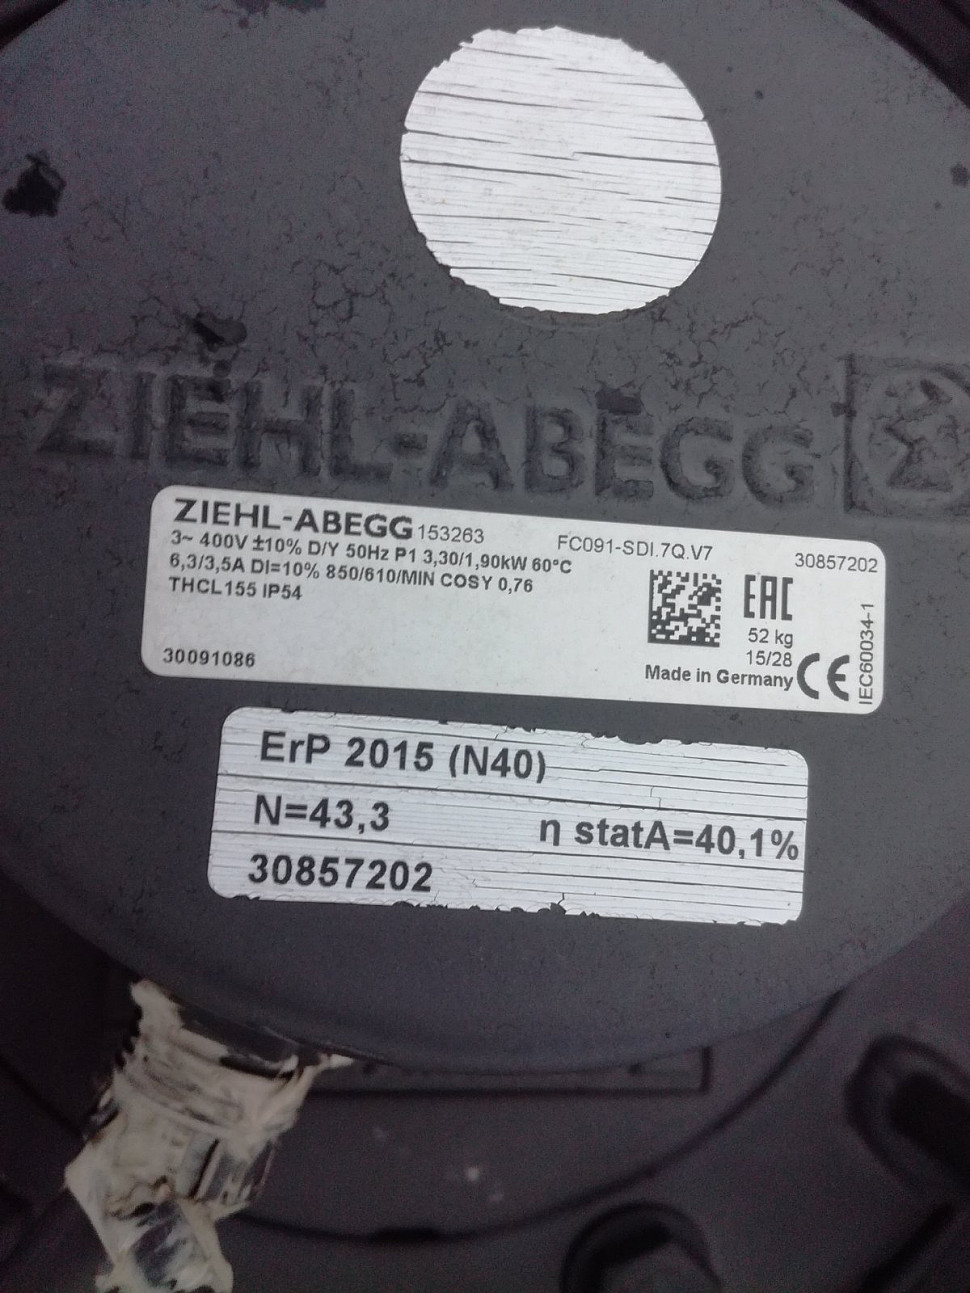 ZIEHL-ABEGG
ZIEHL-ABEGG 153263 FC091-SDI.7Q.V7 30857202
3~ 400V ±10% D/Y 50Hz P1 3,30/1,90kW 60°C
6,3/3,5A DI=10% 850/610/MIN COSY 0,76
THCL155 IP54
EAC
52 kg
15/28
30091086
Made in Germany CE
IEC60034-1
ErP 2015 (N40)
N=43,3 η statA=40,1%
30857202